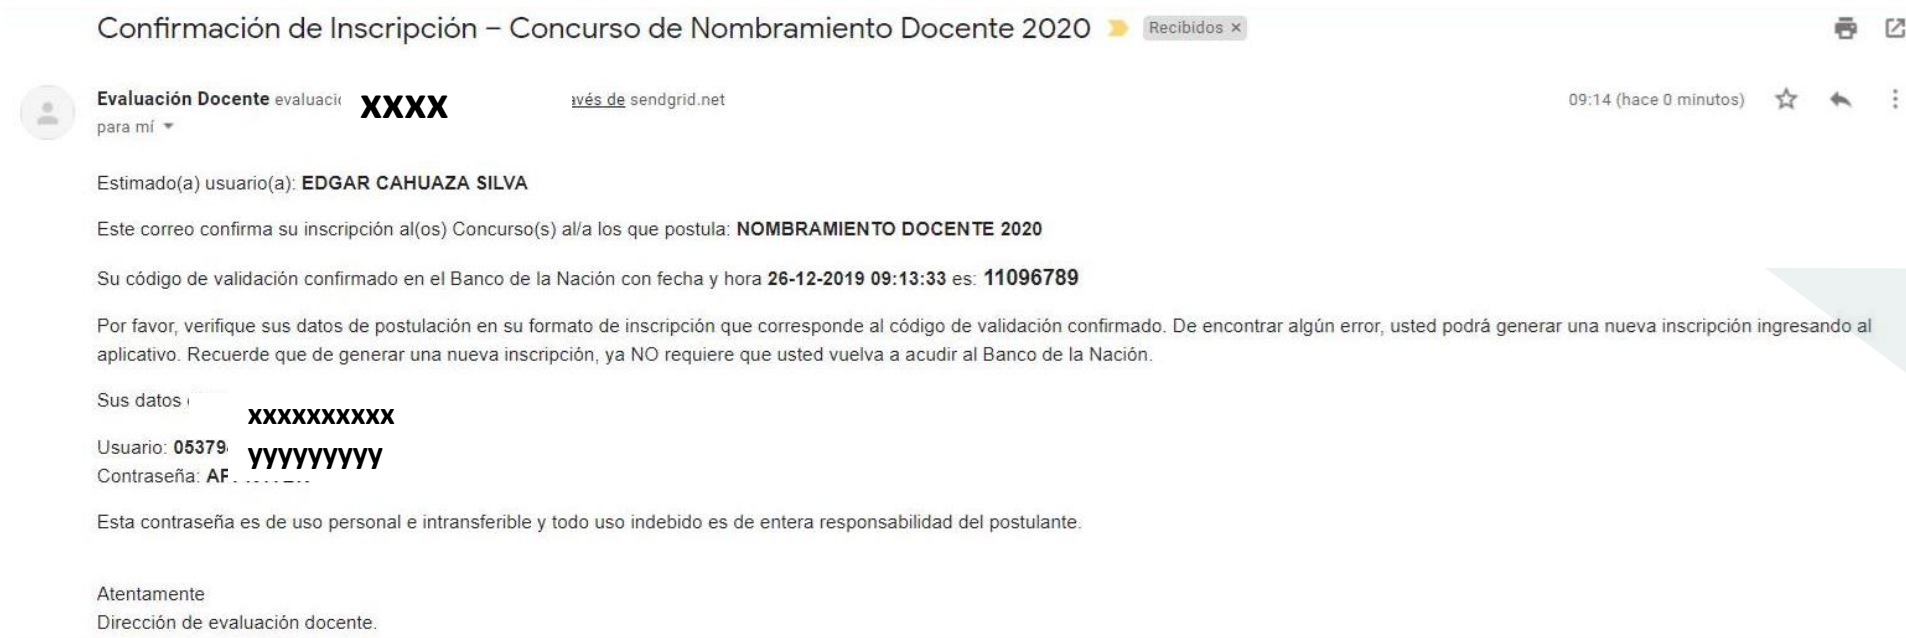 Confirmación de Inscripción – Concurso de Nombramiento Docente 2020 Recibidos ×
Evaluación Docente xxxx de sendgrid.net 09:14 (hace 0 minutos)
para mí
Estimado(a) usuario(a): EDGAR CAHUAZA SILVA
Este correo confirma su inscripción al(os) Concurso(s) al/a los que postula: NOMBRAMIENTO DOCENTE 2020
Su código de validación confirmado en el Banco de la Nación con fecha y hora 26-12-2019 09:13:33 es: 11096789
Por favor, verifique sus datos de postulación en su formato de inscripción que corresponde al código de validación confirmado. De encontrar algún error, usted podrá generar una nueva inscripción ingresando al
aplicativo. Recuerde que de generar una nueva inscripción, ya NO requiere que usted vuelva a acudir al Banco de la Nación.
Sus datos
xxxxxxxxxx
Usuario: 05379
yyyyyyyyy
Contraseña:
Esta contraseña es de uso personal e intransferible y todo uso indebido es de entera responsabilidad del postulante.
Atentamente
Dirección de evaluación docente.